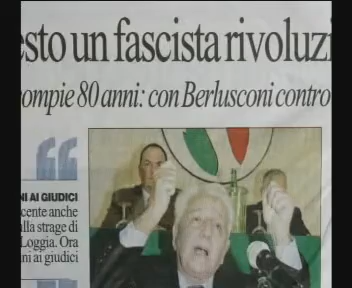 esto un fascista rivoluzi
compie 80 anni: con Berlusconi contro
NI AI GIUDICI
cente anche
lla strage di
Loggia. Ora
ni ai giudici